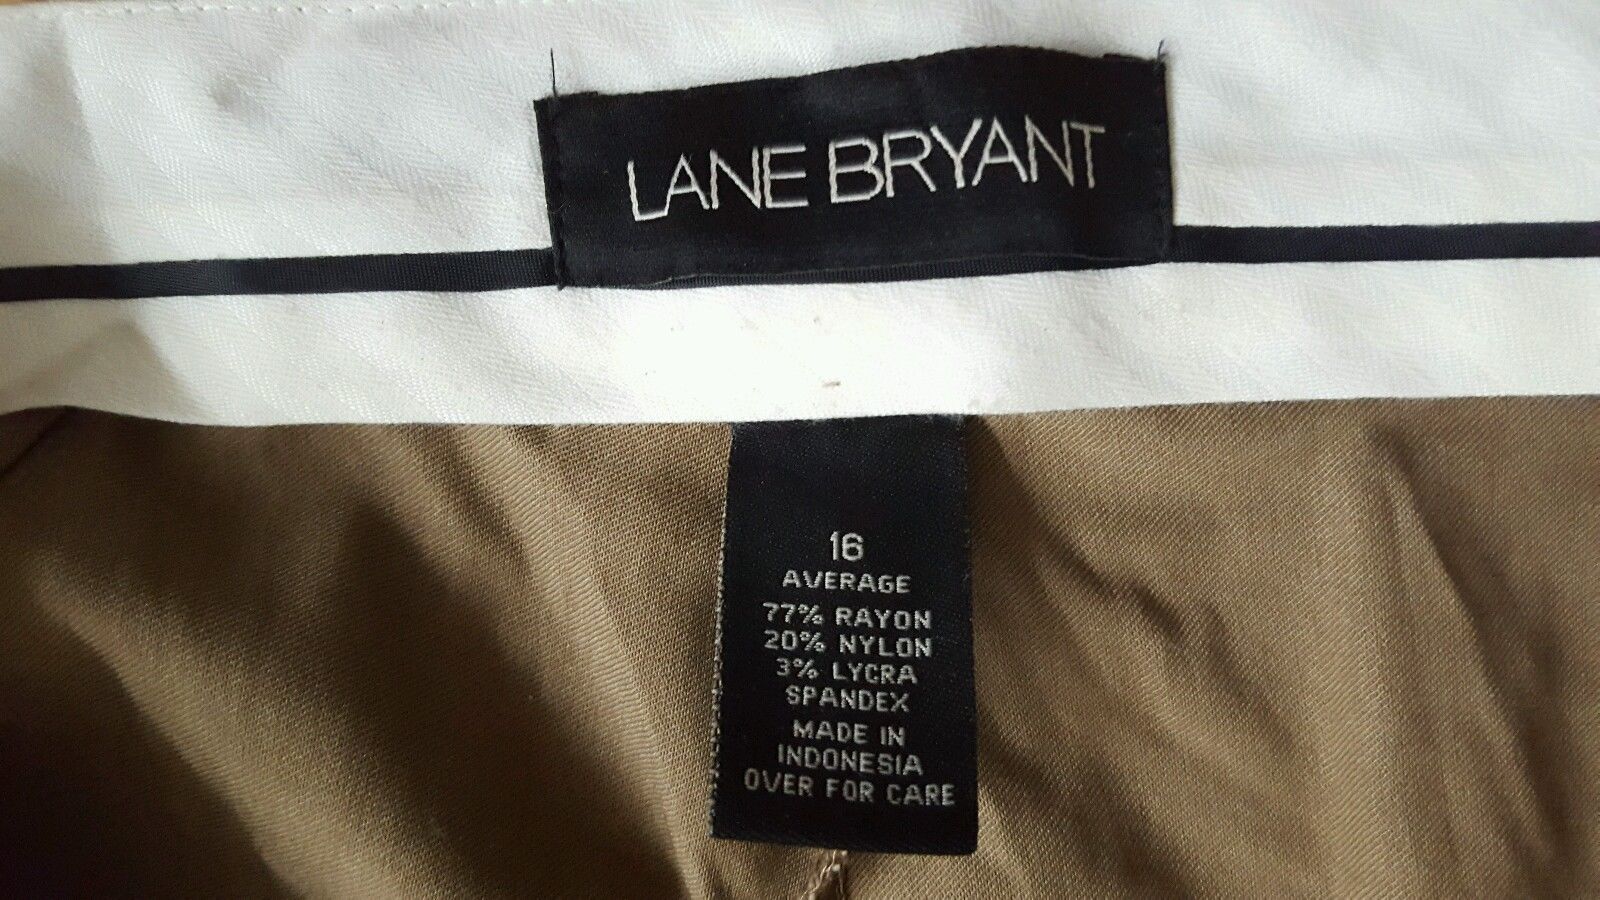 LANE BRYANT
16
AVERAGE
77% RAYON
20% NYLON
3% LYCRA
SPANDEX
MADE IN
INDONESIA
OVER FOR CARE